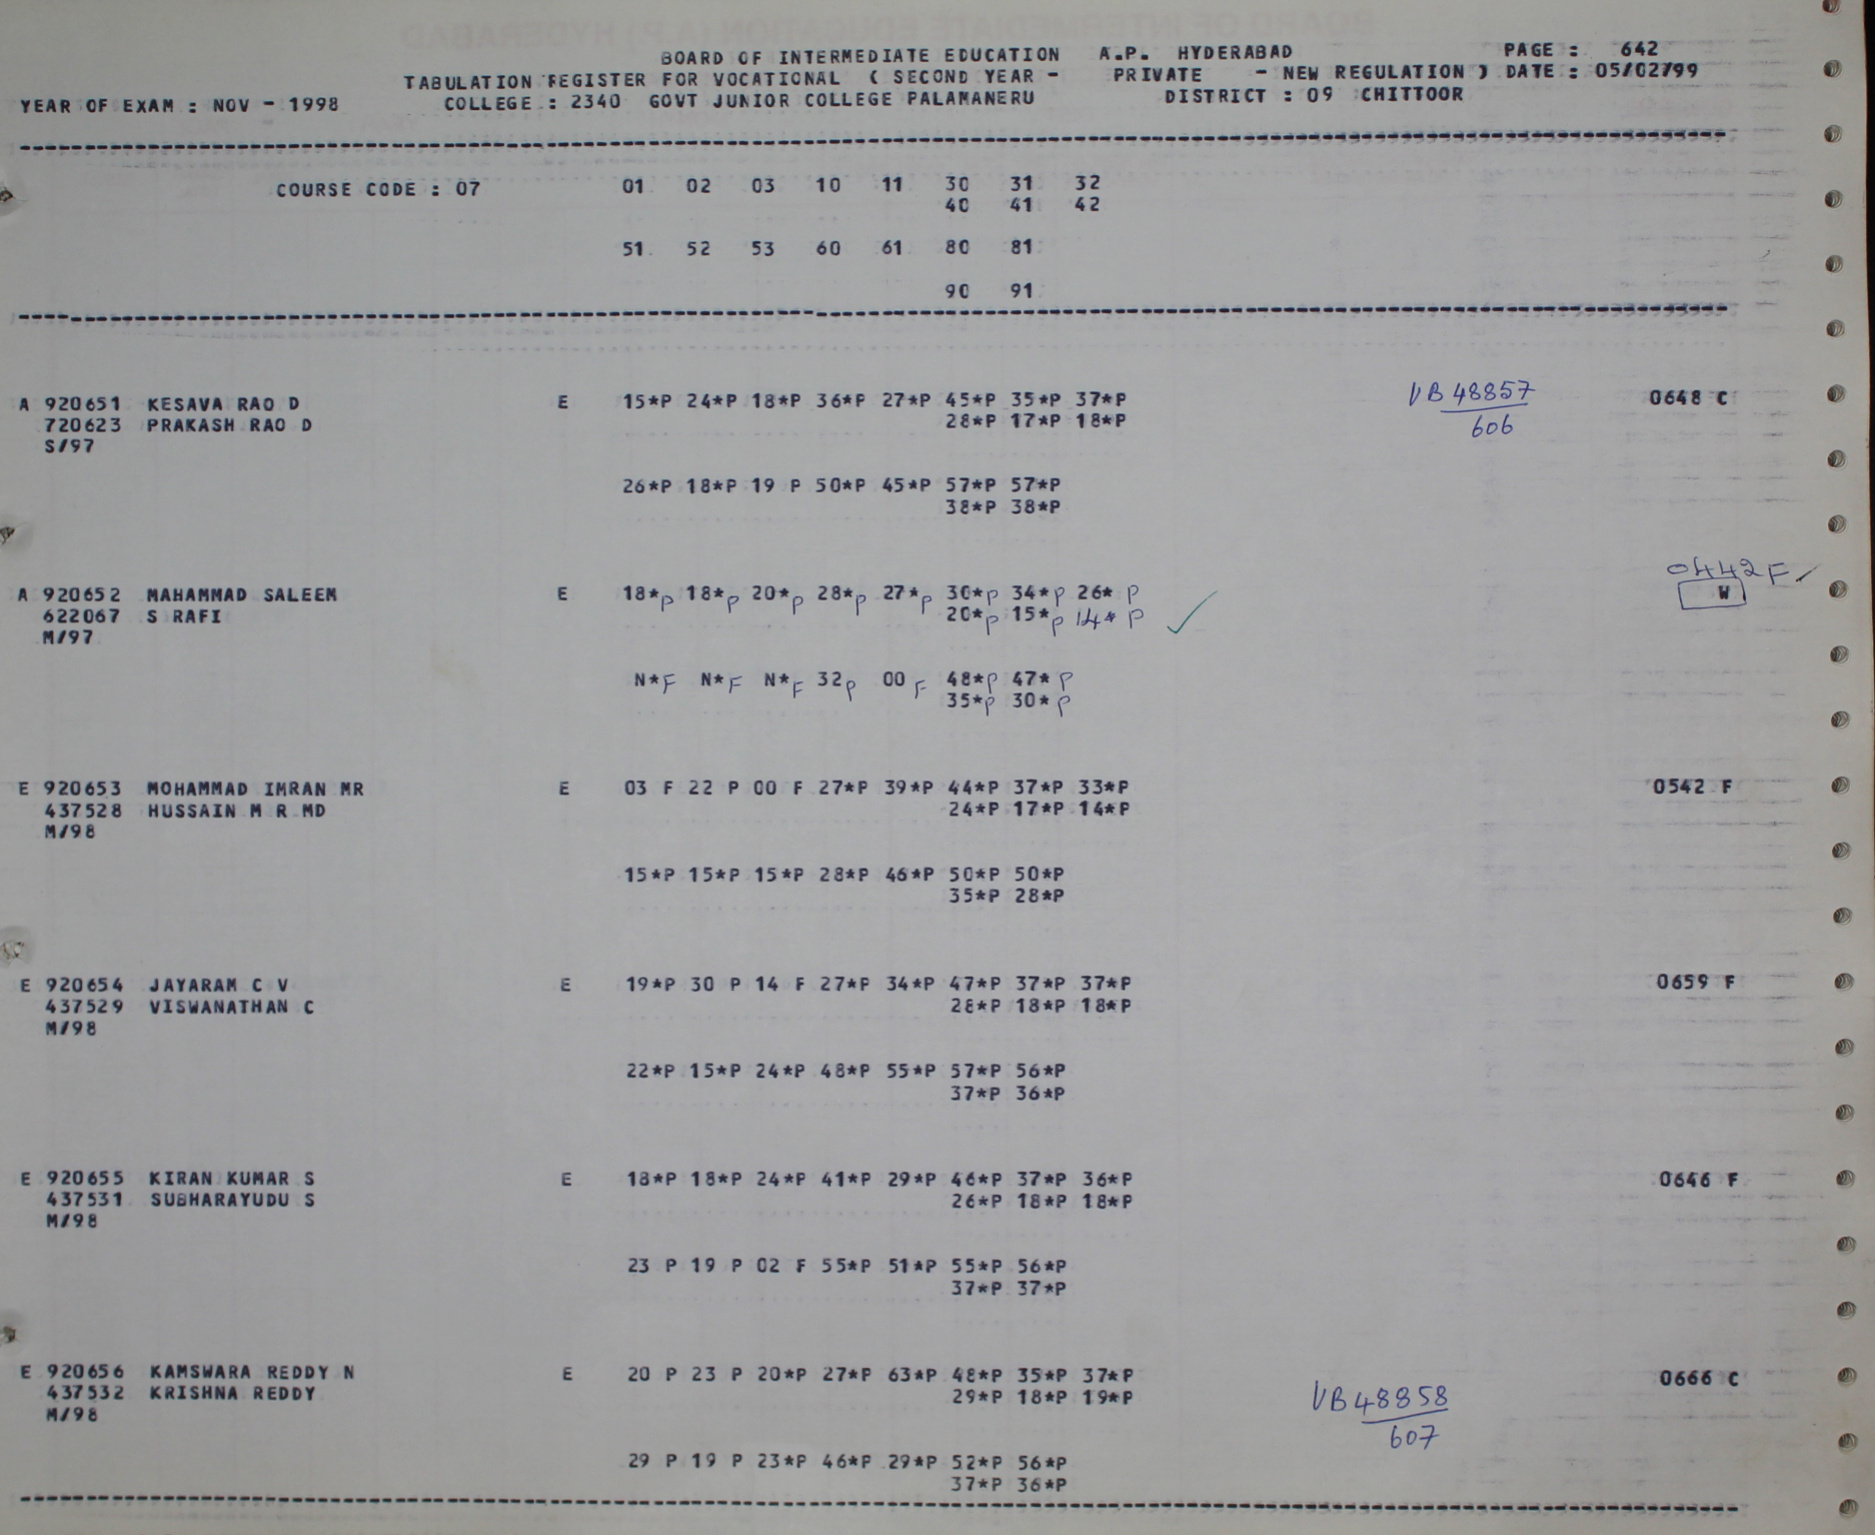 BOARD OF INTERMEDIATE EDUCATION A.P. HYDERABAD PAGE : 642
TABULATION REGISTER FOR VOCATIONAL ( SECOND YEAR - PRIVATE - NEW REGULATION ) DATE : 05/02/99
YEAR OF EXAM : NOV - 1998 COLLEGE : 2340 GOVT JUNIOR COLLEGE PALAMANERU DISTRICT : 09 CHITTOOR
COURSE CODE : 07 01 02 03 10 11 30 31 32
40 41 42
51 52 53 60 61 80 81
90 91
A 920651 KESAVA RAO D E 15*P 24*P 18*P 36*P 27*P 45*P 35*P 37*P VB 48857 0648 C
720623 PRAKASH RAO D 28*P 17*P 18*P 606
S/97
26*P 18*P 19 P 50*P 45*P 57*P 57*P
38*P 38*P
0442 F
A 920652 MAHAMMAD SALEEM E 18*P 18*P 20*P 28*P 27*P 30*P 34*P 26* P W
622067 S RAFI 20*P 15*P 14* P
M/97
N*F N*F N*F 32P 00 F 48*P 47* P
35*P 30* P
E 920653 MOHAMMAD IMRAN MR E 03 F 22 P 00 F 27*P 39*P 44*P 37*P 33*P 0542 F
437528 HUSSAIN M R MD 24*P 17*P 14*P
M/98
15*P 15*P 15*P 28*P 46*P 50*P 50*P
35*P 28*P
E 920654 JAYARAM C V E 19*P 30 P 14 F 27*P 34*P 47*P 37*P 37*P 0659 F
437529 VISWANATHAN C 28*P 18*P 18*P
M/98
22*P 15*P 24*P 48*P 55*P 57*P 56*P
37*P 36*P
E 920655 KIRAN KUMAR S E 18*P 18*P 24*P 41*P 29*P 46*P 37*P 36*P 0646 F
437531 SUBHARAYUDU S 26*P 18*P 18*P
M/98
23 P 19 P 02 F 55*P 51*P 55*P 56*P
37*P 37*P
E 920656 KAMSWARA REDDY N E 20 P 23 P 20*P 27*P 63*P 48*P 35*P 37*P 0666 C
437532 KRISHNA REDDY 29*P 18*P 19*P VB 48858
M/98 607
29 P 19 P 23*P 46*P 29*P 52*P 56*P
37*P 36*P